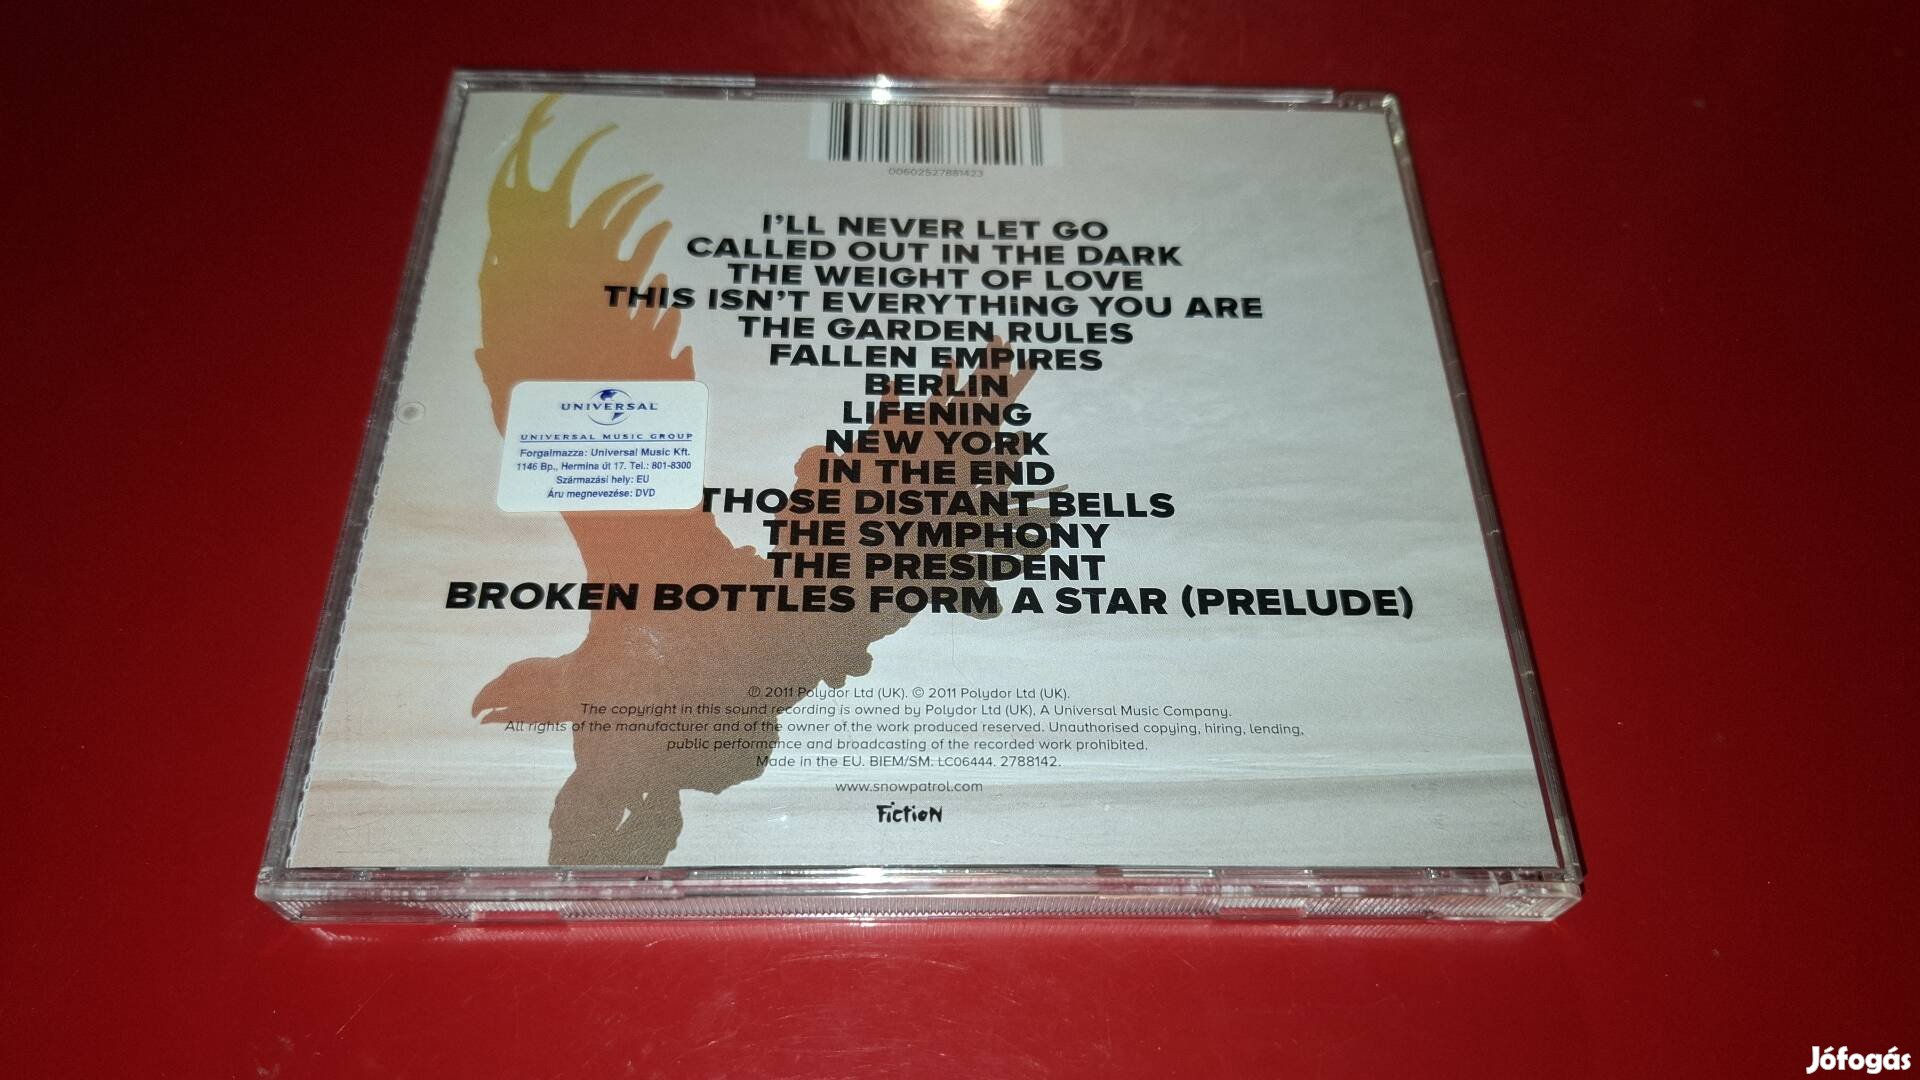 00602527881423
I'LL NEVER LET GO
CALLED OUT IN THE DARK
THE WEIGHT OF LOVE
THIS ISN'T EVERYTHING YOU ARE
THE GARDEN RULES
FALLEN EMPIRES
BERLIN
LIFENING
NEW YORK
IN THE END
THOSE DISTANT BELLS
THE SYMPHONY
THE PRESIDENT
BROKEN BOTTLES FORM A STAR (PRELUDE)
UNIVERSAL
UNIVERSAL MUSIC GROUP
Forgalmazza: Universal Music Kft.
1146 Bp., Hermina út 17. Tel.: 801-8300
Származási hely: EU
Áru megnevezése: DVD
℗ 2011 Polydor Ltd (UK). © 2011 Polydor Ltd (UK).
The copyright in this sound recording is owned by Polydor Ltd (UK), A Universal Music Company.
All rights of the manufacturer and of the owner of the work produced reserved. Unauthorised copying, hiring, lending,
public performance and broadcasting of the recorded work prohibited.
Made in the EU. BIEM/SM. LC06444. 2788142.
www.snowpatrol.com
Fiction
Jófogás